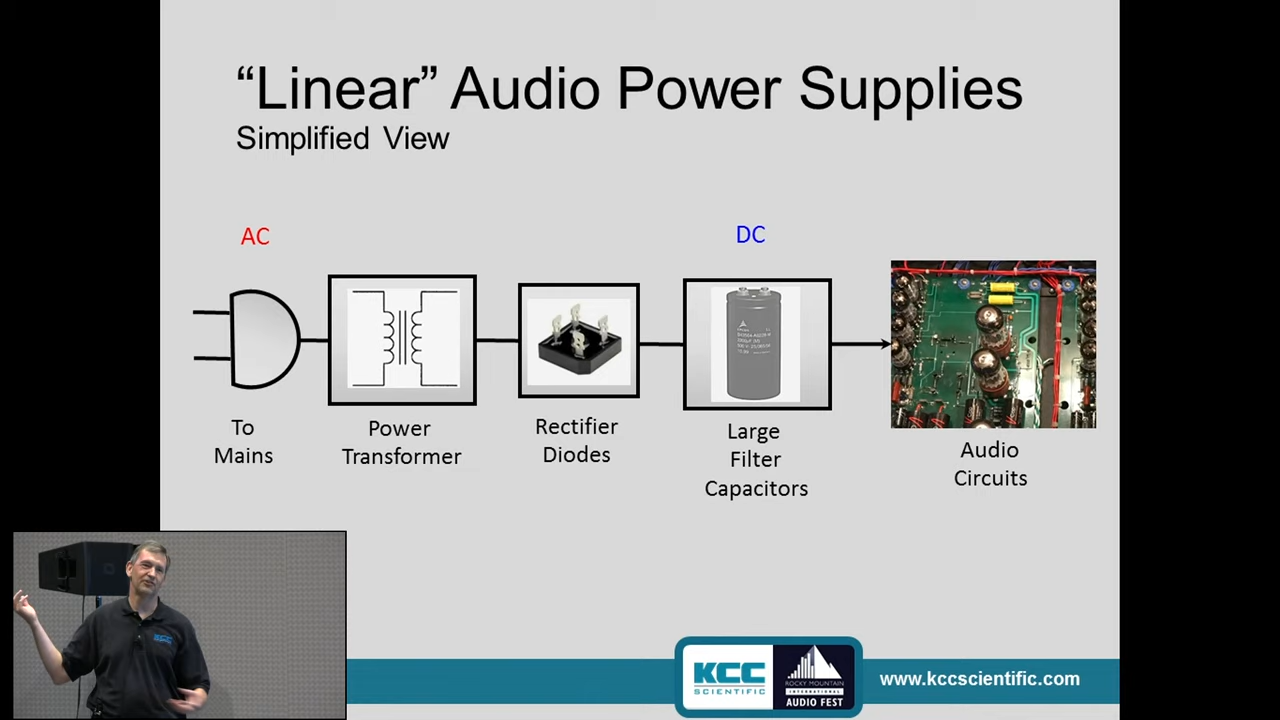 “Linear” Audio Power Supplies
Simplified View
AC
DC
To
Mains
Power
Transformer
Rectifier
Diodes
Large
Filter
Capacitors
Audio
Circuits
KCC
KCC
SCIENTIFIC
ROCKY MOUNTAIN
INTERNATIONAL
AUDIO FEST
www.kccscientific.com